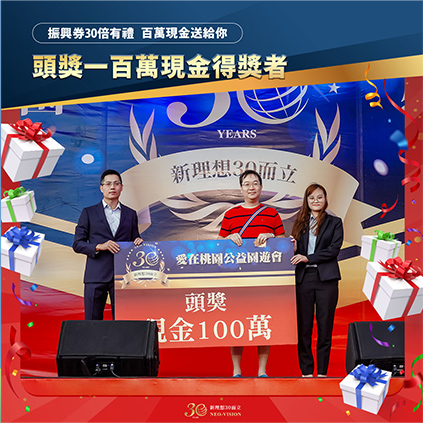 振興券30倍有禮 百萬現金送給你
頭獎一百萬現金得獎者
30
YEARS
新理想30而立
30
愛在桃園公益園遊會
頭獎
現金100萬
30 新理想30而立
NEO-VISION